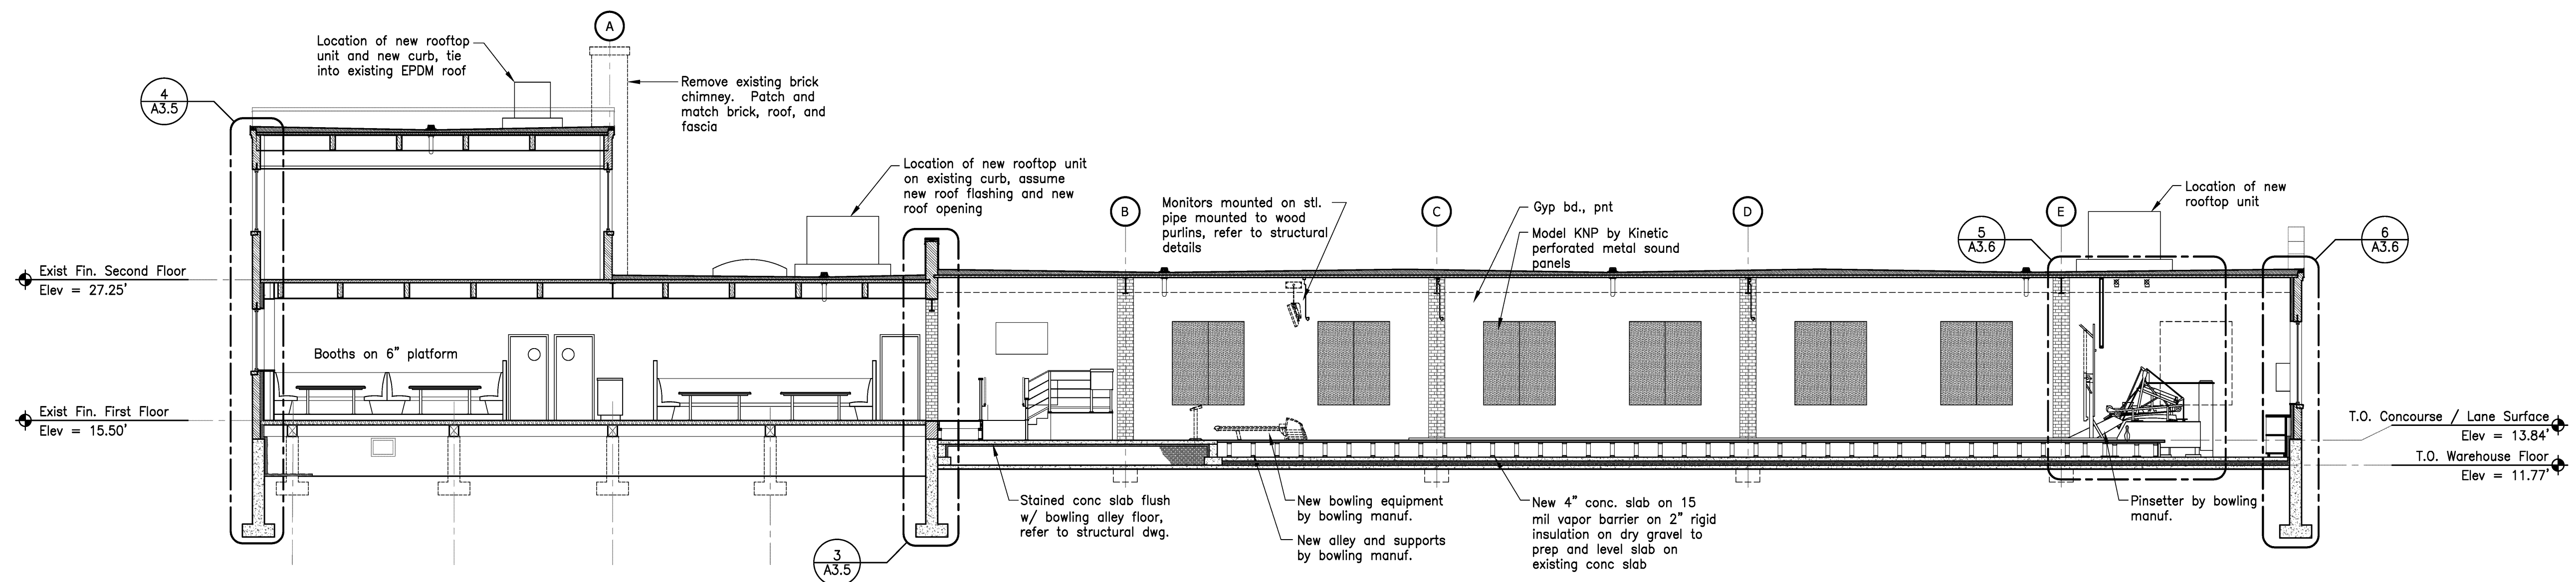 A
Location of new rooftop
unit and new curb, tie
into existing EPDM roof
4
A3.5
Remove existing brick
chimney.  Patch and
match brick, roof, and
fascia
Location of new rooftop unit
on existing curb, assume
new roof flashing and new
roof opening
B
Monitors mounted on stl.
pipe mounted to wood
purlins, refer to structural
details
C
Gyp bd., pnt
Model KNP by Kinetic
perforated metal sound
panels
D
E
Location of new
rooftop unit
5
A3.6
6
A3.6
Exist Fin. Second Floor
Elev = 27.25'
Booths on 6" platform
Exist Fin. First Floor
Elev = 15.50'
T.O. Concourse / Lane Surface
Elev = 13.84'
T.O. Warehouse Floor
Elev = 11.77'
Stained conc slab flush
w/ bowling alley floor,
refer to structural dwg.
New bowling equipment
by bowling manuf.
New alley and supports
by bowling manuf.
New 4" conc. slab on 15
mil vapor barrier on 2" rigid
insulation on dry gravel to
prep and level slab on
existing conc slab
Pinsetter by bowling
manuf.
3
A3.5